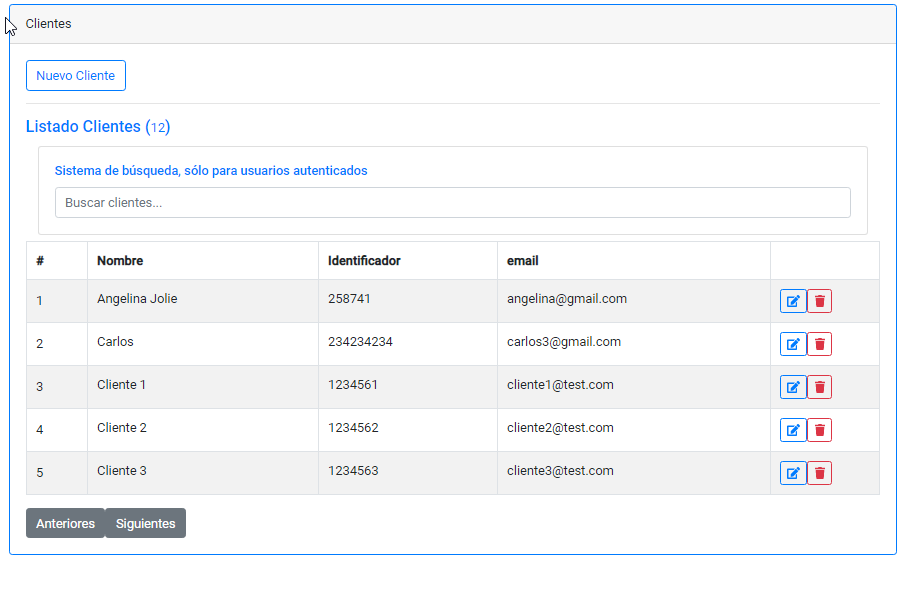 Clientes
Nuevo Cliente
Listado Clientes (12)
Sistema de búsqueda, sólo para usuarios autenticados
Buscar clientes...
# Nombre Identificador email
1 Angelina Jolie 258741 angelina@gmail.com
2 Carlos 234234234 carlos3@gmail.com
3 Cliente 1 1234561 cliente1@test.com
4 Cliente 2 1234562 cliente2@test.com
5 Cliente 3 1234563 cliente3@test.com
Anteriores Siguientes